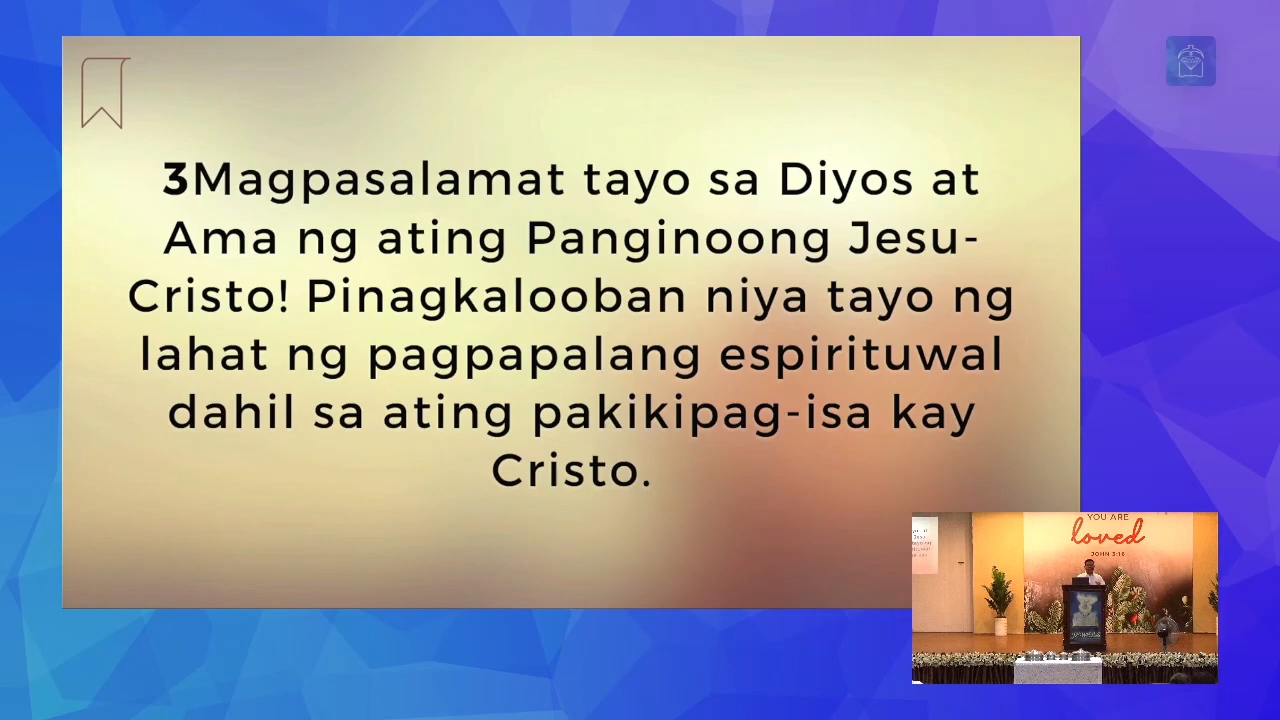 3Magpasalamat tayo sa Diyos at
Ama ng ating Panginoong Jesu-
Cristo! Pinagkalooban niya tayo ng
lahat ng pagpapalang espirituwal
dahil sa ating pakikipag-isa kay
Cristo.
YOU ARE
loved
JOHN 3:16